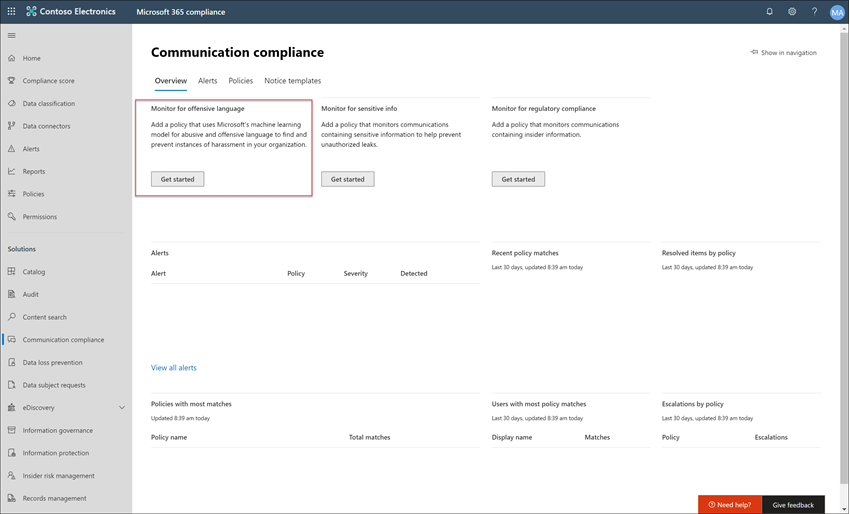 Contoso Electronics
Microsoft 365 compliance
?
MA
Home
Compliance score
Data classification
Data connectors
Alerts
Reports
Policies
Permissions
Solutions
Catalog
Audit
Content search
Communication compliance
Data loss prevention
Data subject requests
eDiscovery
Information governance
Information protection
Insider risk management
Records management
Communication compliance
Show in navigation
Overview
Alerts
Policies
Notice templates
Monitor for offensive language
Add a policy that uses Microsoft's machine learning
model for abusive and offensive language to find and
prevent instances of harassment in your organization.
Get started
Monitor for sensitive info
Add a policy that monitors communications
containing sensitive information to help prevent
unauthorized leaks.
Get started
Monitor for regulatory compliance
Add a policy that monitors communications
containing insider information.
Get started
Alerts
Alert
Policy
Severity
Detected
View all alerts
Recent policy matches
Last 30 days, updated 8:39 am today
Resolved items by policy
Last 30 days, updated 8:39 am today
Policies with most matches
Updated 8:39 am today
Policy name
Total matches
Users with most policy matches
Last 30 days, updated 8:39 am today
Display name
Matches
Escalations by policy
Last 30 days, updated 8:39 am today
Policy
Escalations
Need help?
Give feedback